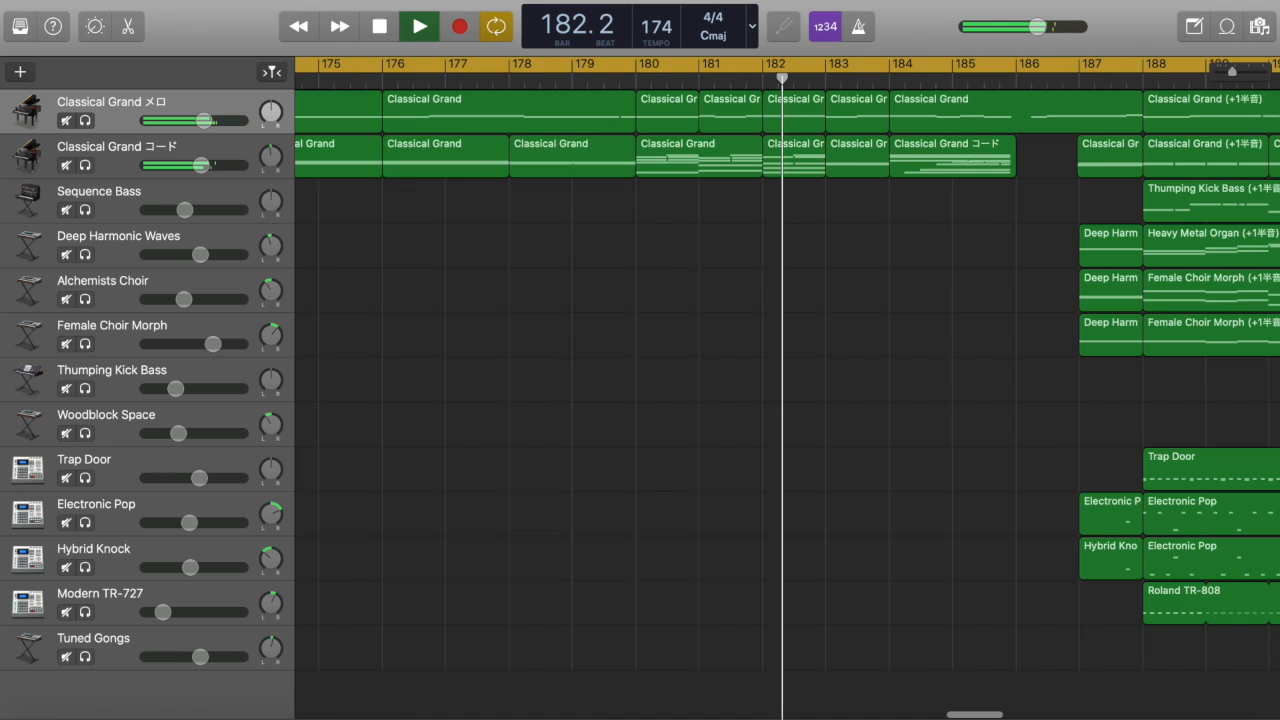 182.2
BAR BEAT
174
TEMPO
4/4
Cmaj
1234
175 176 177 178 179 180 181 182 183 184 185 186 187 188
Classical Grand メロ
L R
Classical Grand
Classical Gr
Classical Gr
Classical Gr
Classical Gr
Classical Grand
Classical Grand (+1半音)
Classical Grand コード
L R
al Grand
Classical Grand
Classical Grand
Classical Grand
Classical Gr
Classical Gr
Classical Grand コード
Classical Gr
Classical Grand (+1半音)
C
Sequence Bass
L R
Thumping Kick Bass (+1半音
Deep Harmonic Waves
L R
Deep Harm
Heavy Metal Organ (+1半音)
Alchemists Choir
L R
Deep Harm
Female Choir Morph (+1半音
Female Choir Morph
L R
Deep Harm
Female Choir Morph (+1半音
Thumping Kick Bass
L R
Woodblock Space
L R
Trap Door
L R
Trap Door
Electronic Pop
L R
Electronic P
Electronic Pop
Hybrid Knock
L R
Hybrid Kno
Electronic Pop
Modern TR-727
L R
Roland TR-808
Tuned Gongs
L R